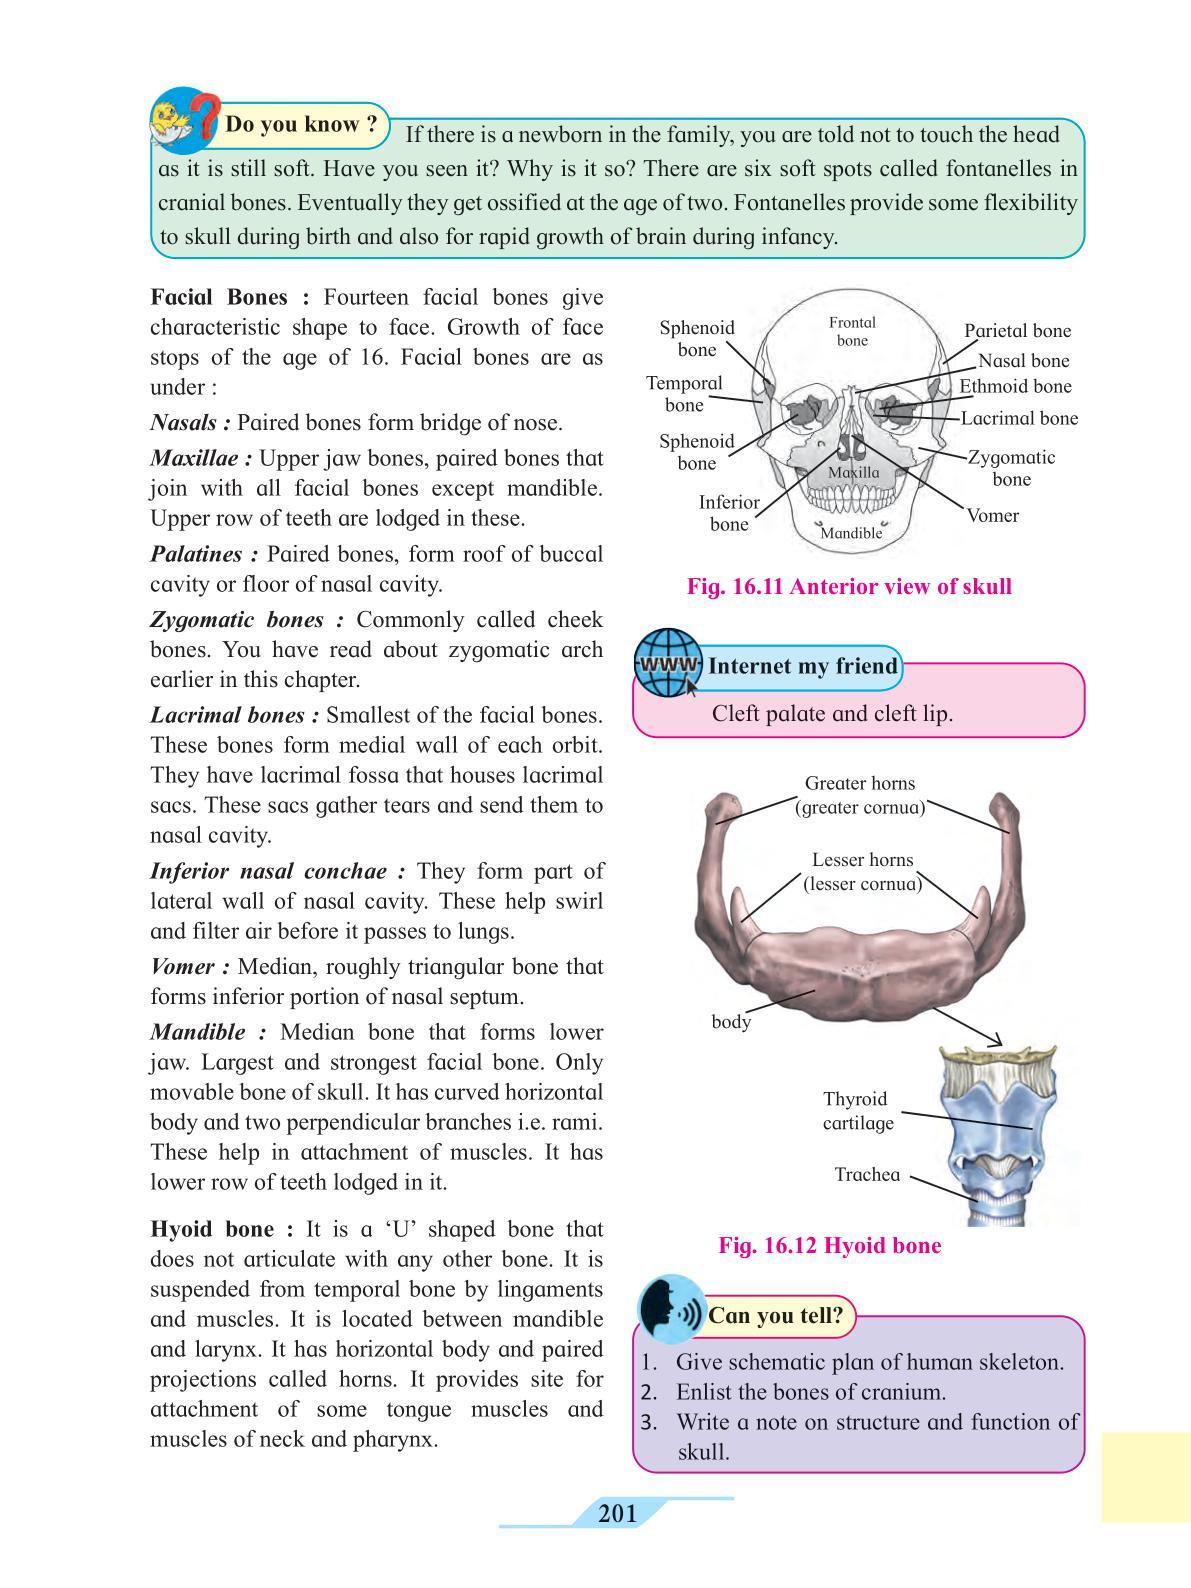 Do you know ?
If there is a newborn in the family, you are told not to touch the head
as it is still soft. Have you seen it? Why is it so? There are six soft spots called fontanelles in
cranial bones. Eventually they get ossified at the age of two. Fontanelles provide some flexibility
to skull during birth and also for rapid growth of brain during infancy.
Facial Bones : Fourteen facial bones give
characteristic shape to face. Growth of face
stops of the age of 16. Facial bones are as
under :
Nasals : Paired bones form bridge of nose.
Maxillae : Upper jaw bones, paired bones that
join with all facial bones except mandible.
Upper row of teeth are lodged in these.
Palatines : Paired bones, form roof of buccal
cavity or floor of nasal cavity.
Zygomatic bones : Commonly called cheek
bones. You have read about zygomatic arch
earlier in this chapter.
Lacrimal bones : Smallest of the facial bones.
These bones form medial wall of each orbit.
They have lacrimal fossa that houses lacrimal
sacs. These sacs gather tears and send them to
nasal cavity.
Inferior nasal conchae : They form part of
lateral wall of nasal cavity. These help swirl
and filter air before it passes to lungs.
Vomer : Median, roughly triangular bone that
forms inferior portion of nasal septum.
Mandible : Median bone that forms lower
jaw. Largest and strongest facial bone. Only
movable bone of skull. It has curved horizontal
body and two perpendicular branches i.e. rami.
These help in attachment of muscles. It has
lower row of teeth lodged in it.
Hyoid bone : It is a ‘U’ shaped bone that
does not articulate with any other bone. It is
suspended from temporal bone by lingaments
and muscles. It is located between mandible
and larynx. It has horizontal body and paired
projections called horns. It provides site for
attachment of some tongue muscles and
muscles of neck and pharynx.
Sphenoid
bone
Temporal
bone
Sphenoid
bone
Inferior
bone
Frontal
bone
Maxilla
Mandible
Parietal bone
Nasal bone
Ethmoid bone
Lacrimal bone
Zygomatic
bone
Vomer
Fig. 16.11 Anterior view of skull
www
Internet my friend
Cleft palate and cleft lip.
Greater horns
(greater cornua)
Lesser horns
(lesser cornua)
body
Thyroid
cartilage
Trachea
Fig. 16.12 Hyoid bone
Can you tell?
1. Give schematic plan of human skeleton.
2. Enlist the bones of cranium.
3. Write a note on structure and function of
skull.
201